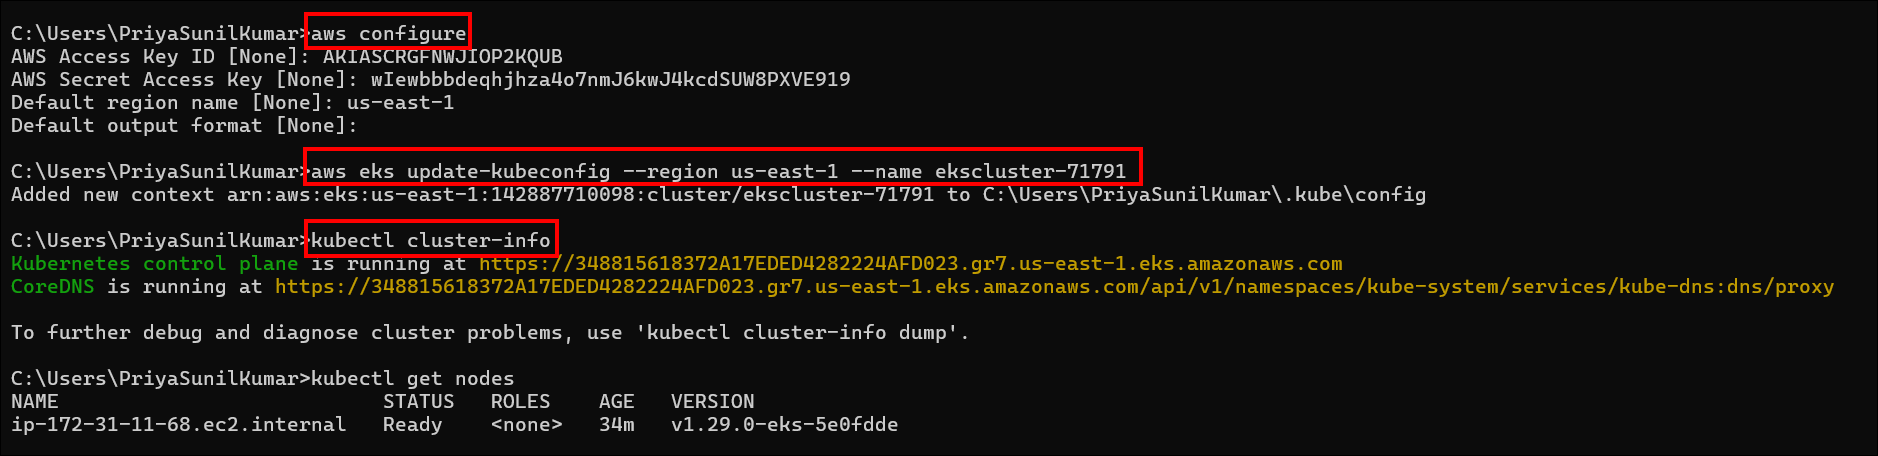 C:\Users\PriyaSunilKumar>aws configure
AWS Access Key ID [None]: AKIASCRGFNWJIOP2KQUB
AWS Secret Access Key [None]: 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
Default region name [None]: us-east-1
Default output format [None]:
C:\Users\PriyaSunilKumar>aws eks update-kubeconfig --region us-east-1 --name ekscluster-71791
Added new context arn:aws:eks:us-east-1:142887710098:cluster/ekscluster-71791 to C:\Users\PriyaSunilKumar\.kube\config
C:\Users\PriyaSunilKumar>kubectl cluster-info
Kubernetes control plane is running at https://348815618372A17EDED4282224AFD023.gr7.us-east-1.eks.amazonaws.com
CoreDNS is running at https://348815618372A17EDED4282224AFD023.gr7.us-east-1.eks.amazonaws.com/api/v1/namespaces/kube-system/services/kube-dns:dns/proxy
To further debug and diagnose cluster problems, use 'kubectl cluster-info dump'.
C:\Users\PriyaSunilKumar>kubectl get nodes
NAME STATUS ROLES AGE VERSION
ip-172-31-11-68.ec2.internal Ready <none> 34m v1.29.0-eks-5e0fdde